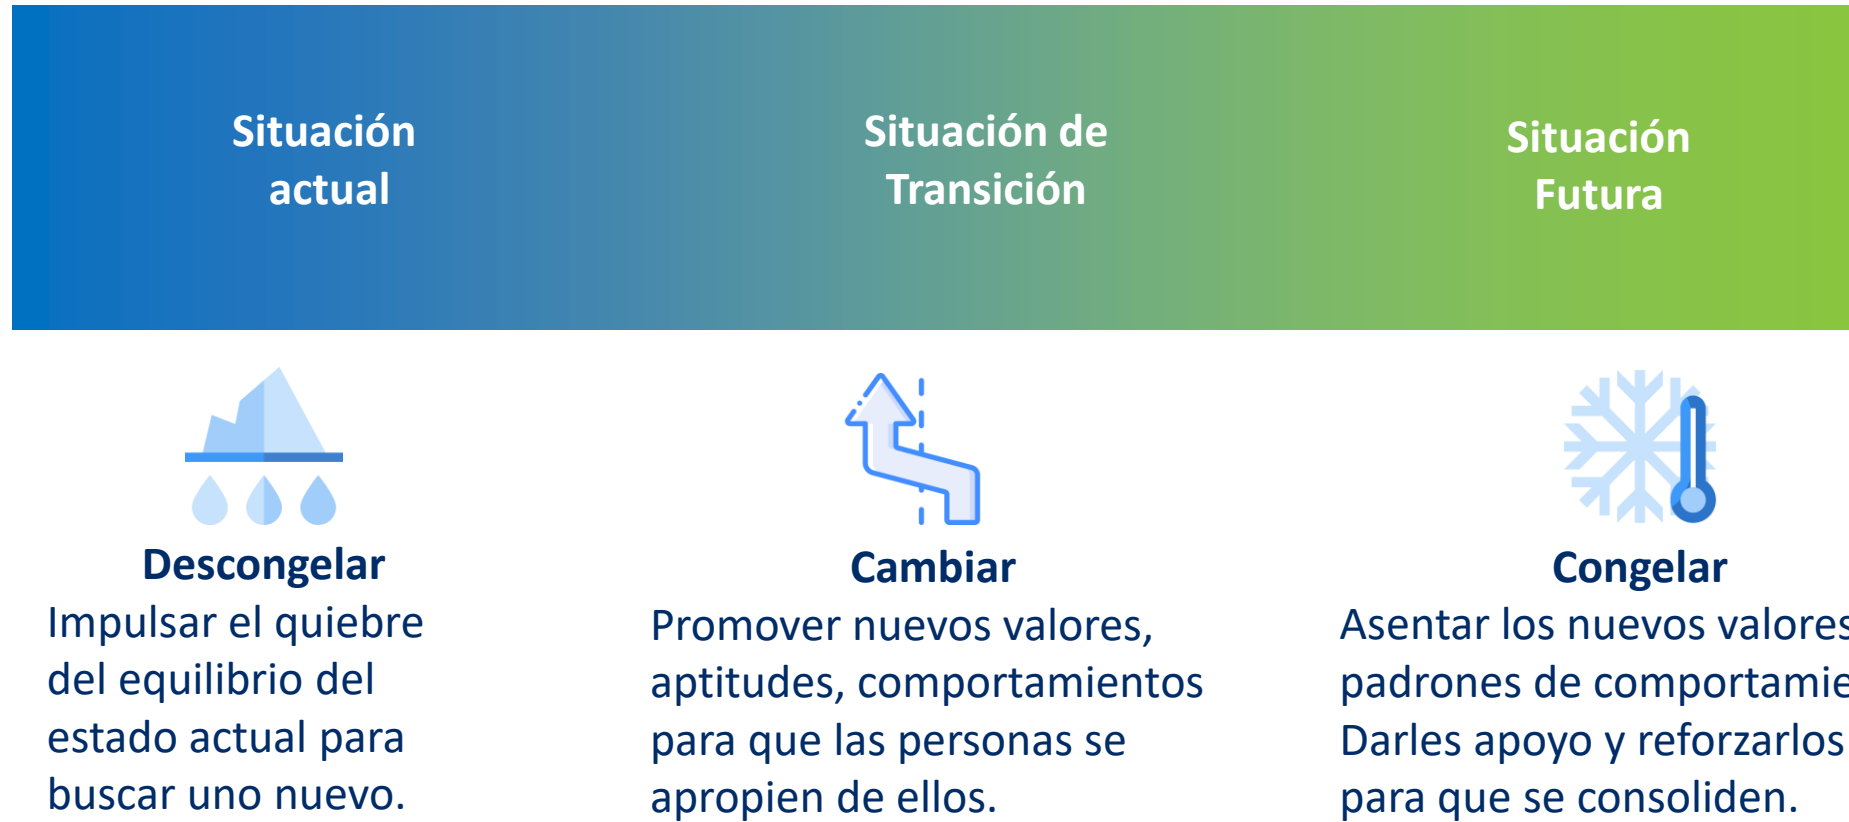 Situación
actual
Situación de
Transición
Situación
Futura
Descongelar
Impulsar el quiebre
del equilibrio del
estado actual para
buscar uno nuevo.
Cambiar
Promover nuevos valores,
aptitudes, comportamientos
para que las personas se
apropien de ellos.
Congelar
Asentar los nuevos valores
padrones de
Darles apoyo y reforzarlos
para que se consoliden.